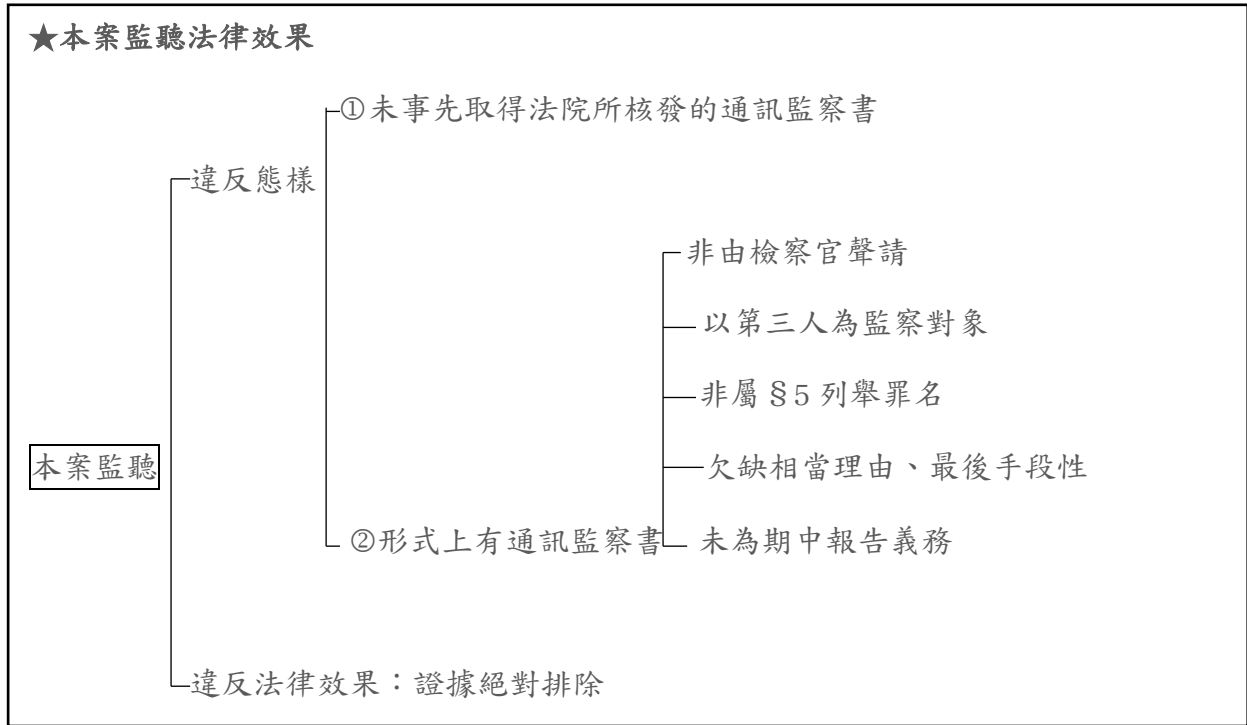 ★本案監聽法律效果
①未事先取得法院所核發的通訊監察書
違反態樣
非由檢察官聲請
以第三人為監察對象
非屬§5列舉罪名
本案監聽
欠缺相當理由、最後手段性
②形式上有通訊監察書
未為期中報告義務
違反法律效果：證據絕對排除